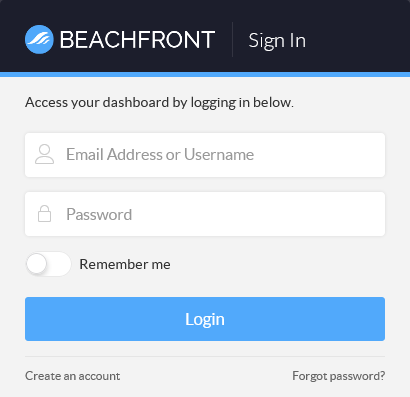 BEACHFRONT Sign In
Access your dashboard by logging in below.
Email Address or Username
Password
Remember me
Login
Create an account Forgot password?